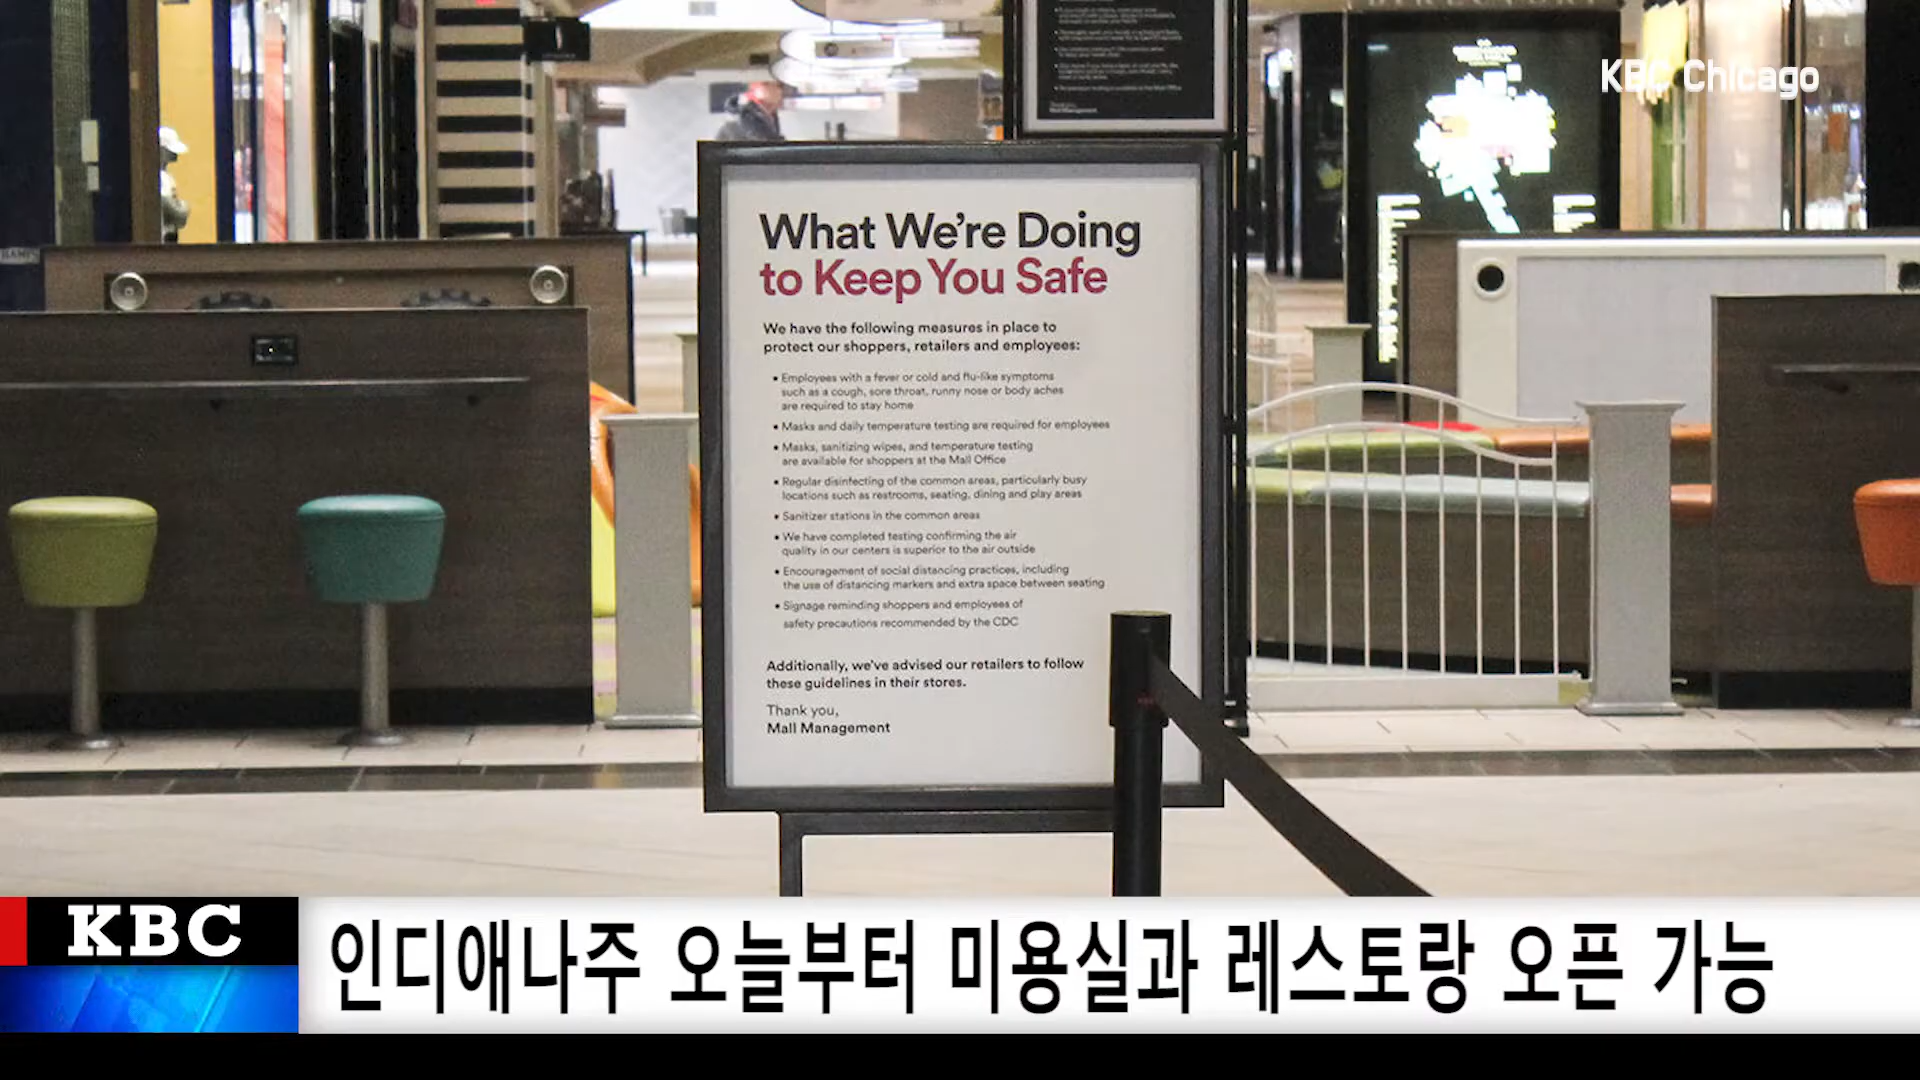 KBC Chicago
Mall Management
What We're Doing
to Keep You Safe
We have the following measures in place to
protect our shoppers, retailers and employees:
• Employees with a fever or cold and flu-like symptoms
such as a cough, sore throat, runny nose or body aches
are required to stay home
• Masks and daily temperature testing are required for employees
• Masks, sanitizing wipes, and temperature testing
are available for shoppers at the Mall Office
• Regular disinfecting of the common areas, particularly busy
locations such as restrooms, seating, dining and play areas
• Sanitizer stations in the common areas
• We have completed testing confirming the air
quality in our centers is superior to the air outside
• Encouragement of social distancing practices, including
the use of distancing markers and extra space between seating
• Signage reminding shoppers and employees of
safety precautions recommended by the CDC
Additionally, we've advised our retailers to follow
these guidelines in their stores.
Thank you,
Mall Management
KBC
인디애나주 오늘부터 미용실과 레스토랑 오픈 가능